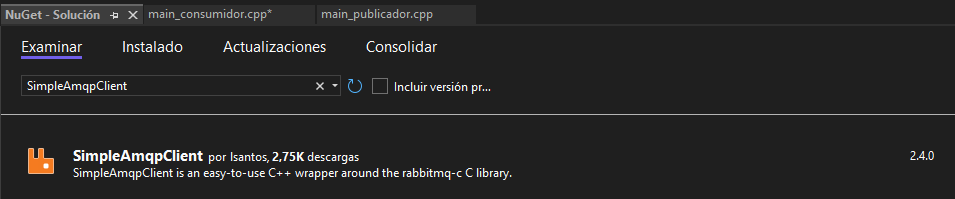 NuGet - Solución main_consumidor.cpp* main_publicador.cpp
Examinar Instalado Actualizaciones Consolidar
SimpleAmqpClient Incluir versión pr...
SimpleAmqpClient por lsantos, 2,75K descargas 2.4.0
SimpleAmqpClient is an easy-to-use C++ wrapper around the rabbitmq-c C library.